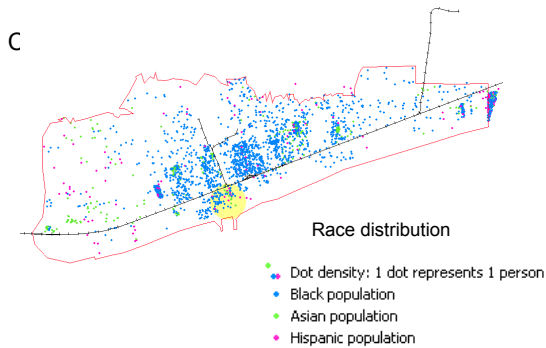 C
Race distribution
Dot density: 1 dot represents 1 person
Black population
Asian population
Hispanic population